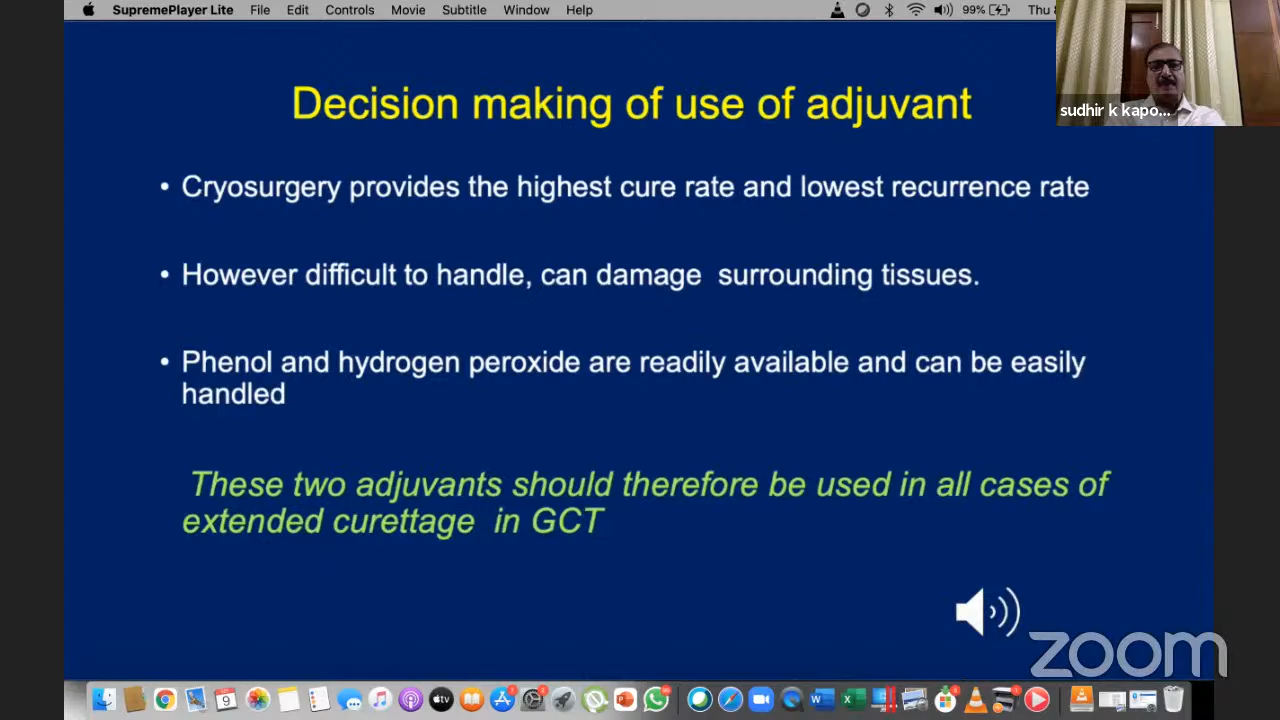 SupremePlayer Lite File Edit Controls Movie Subtitle Window Help 99% Thu
sudhir k kapo...
Decision making of use of adjuvant
• Cryosurgery provides the highest cure rate and lowest recurrence rate
• However difficult to handle, can damage surrounding tissues.
• Phenol and hydrogen peroxide are readily available and can be easily
handled
These two adjuvants should therefore be used in all cases of
extended curettage in GCT
zoom